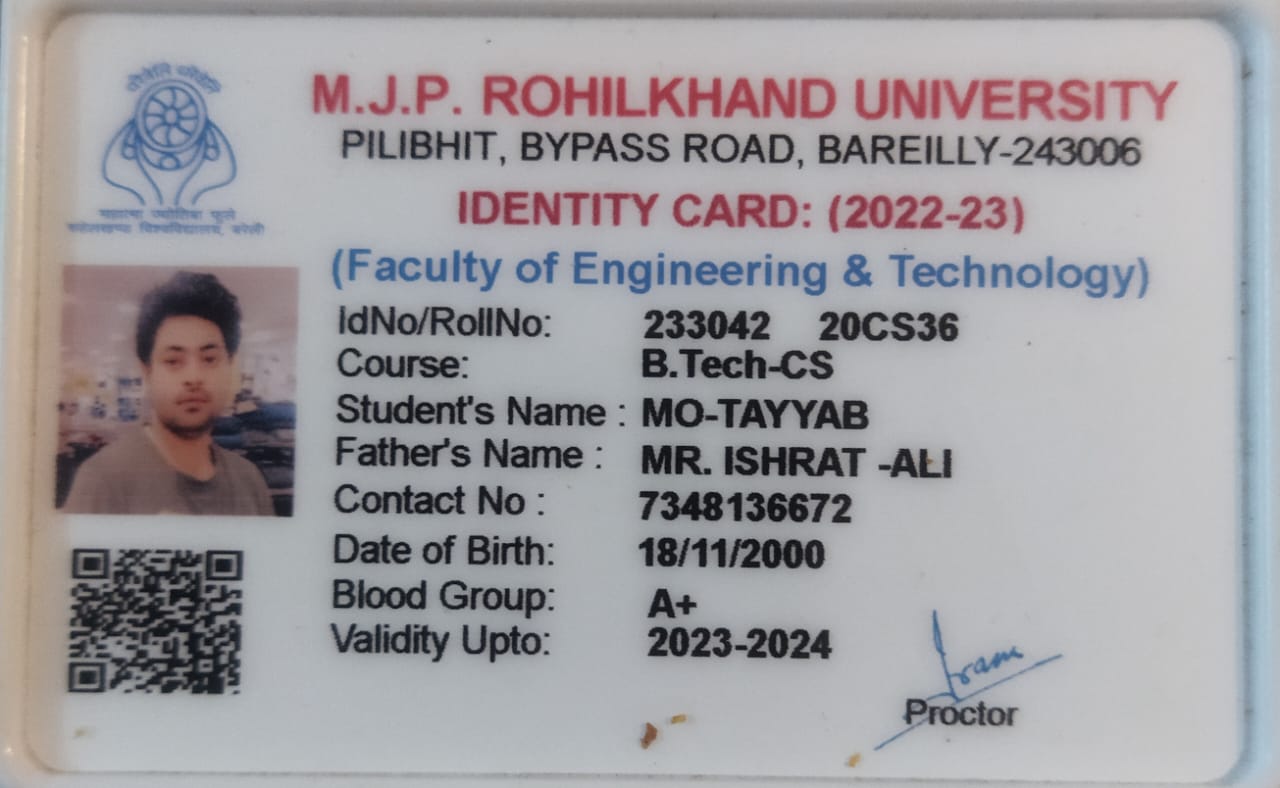 M.J.P. ROHILKHAND UNIVERSITY
PILIBHIT, BYPASS ROAD, BAREILLY-243006
IDENTITY CARD: (2022-23)
महात्मा ज्योतिबा फुले
रूहेलखण्ड विश्वविद्यालय, बरेली
(Faculty of Engineering & Technology)
IdNo/RollNo: 233042 20CS36
Course: B.Tech-CS
Student's Name : MO-TAYYAB
Father's Name : MR. ISHRAT -ALI
Contact No : 7348136672
Date of Birth: 18/11/2000
Blood Group: A+
Validity Upto: 2023-2024
Proctor